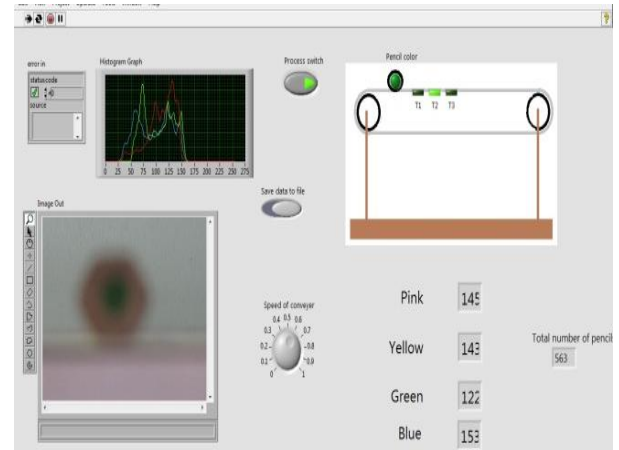 error in
status code
source
Histogram Graph
0 25 50 75 100 125 150 175 200 225 250 275
Process switch
Pencil color
T1 T2 T3
Save data to file
Image Out
Speed of conveyer
0 0.1 0.2 0.3 0.4 0.5 0.6 0.7 0.8 0.9 1
Pink 145
Yellow 143
Green 122
Blue 153
Total number of pencils
563